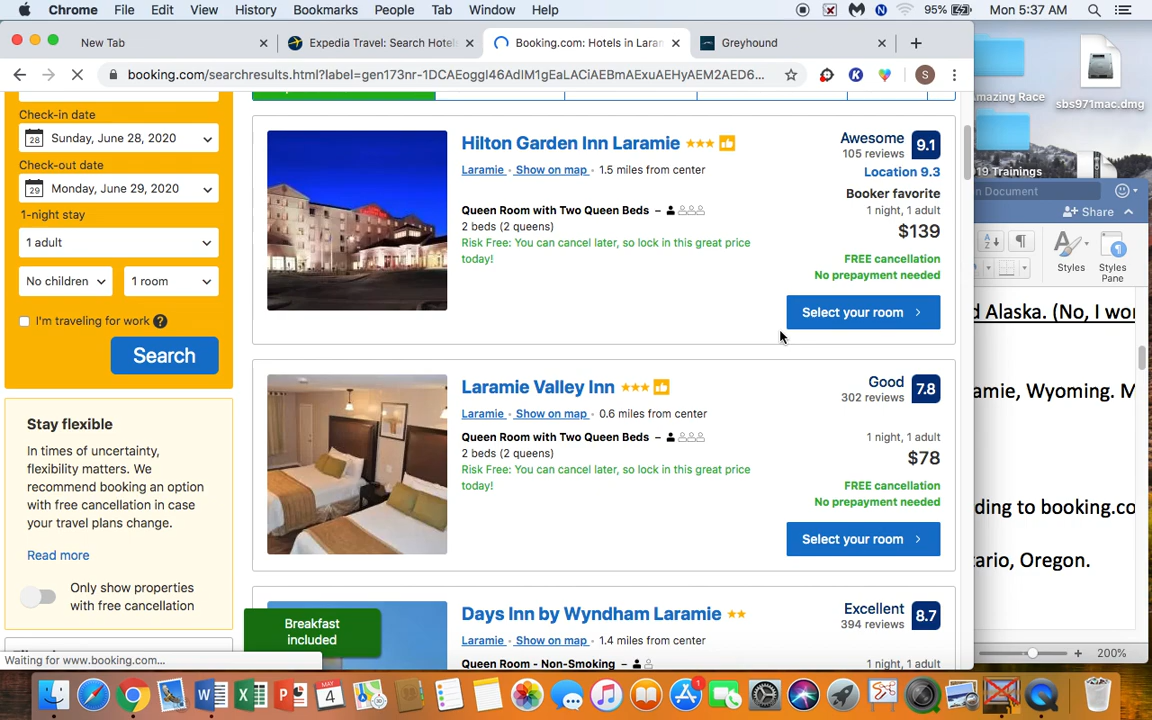 Chrome File Edit View History Bookmarks People Tab Window Help 95% Mon 5:37 AM
New Tab Expedia Travel: Search Hotels Booking.com: Hotels in Laram Greyhound
booking.com/searchresults.html?label=gen173nr-1DCAEoggI46AdIM1gEaLACiAEBmAExuAEHyAEM2AED6... S
mazing Race
sbs971mac.dmg
19 Trainings
n Document
Share
Styles Styles Pane
d Alaska. (No, I wor
amie, Wyoming. M
ding to booking.co
ario, Oregon.
200%
Check-in date
28 Sunday, June 28, 2020
Check-out date
29 Monday, June 29, 2020
1-night stay
1 adult
No children 1 room
I'm traveling for work ?
Search
Stay flexible
In times of uncertainty,
flexibility matters. We
recommend booking an option
with free cancellation in case
your travel plans change.
Read more
Only show properties
with free cancellation
Waiting for www.booking.com...
Hilton Garden Inn Laramie
Laramie · Show on map · 1.5 miles from center
Queen Room with Two Queen Beds –
2 beds (2 queens)
Risk Free: You can cancel later, so lock in this great price
today!
Awesome 9.1
105 reviews
Location 9.3
Booker favorite
1 night, 1 adult
$139
FREE cancellation
No prepayment needed
Select your room
Laramie Valley Inn
Laramie · Show on map · 0.6 miles from center
Queen Room with Two Queen Beds –
2 beds (2 queens)
Risk Free: You can cancel later, so lock in this great price
today!
Good 7.8
302 reviews
1 night, 1 adult
$78
FREE cancellation
No prepayment needed
Select your room
Breakfast
included
Days Inn by Wyndham Laramie
Laramie · Show on map · 1.4 miles from center
Queen Room - Non-Smoking –
Excellent 8.7
394 reviews
1 night, 1 adult
MAY
4
1